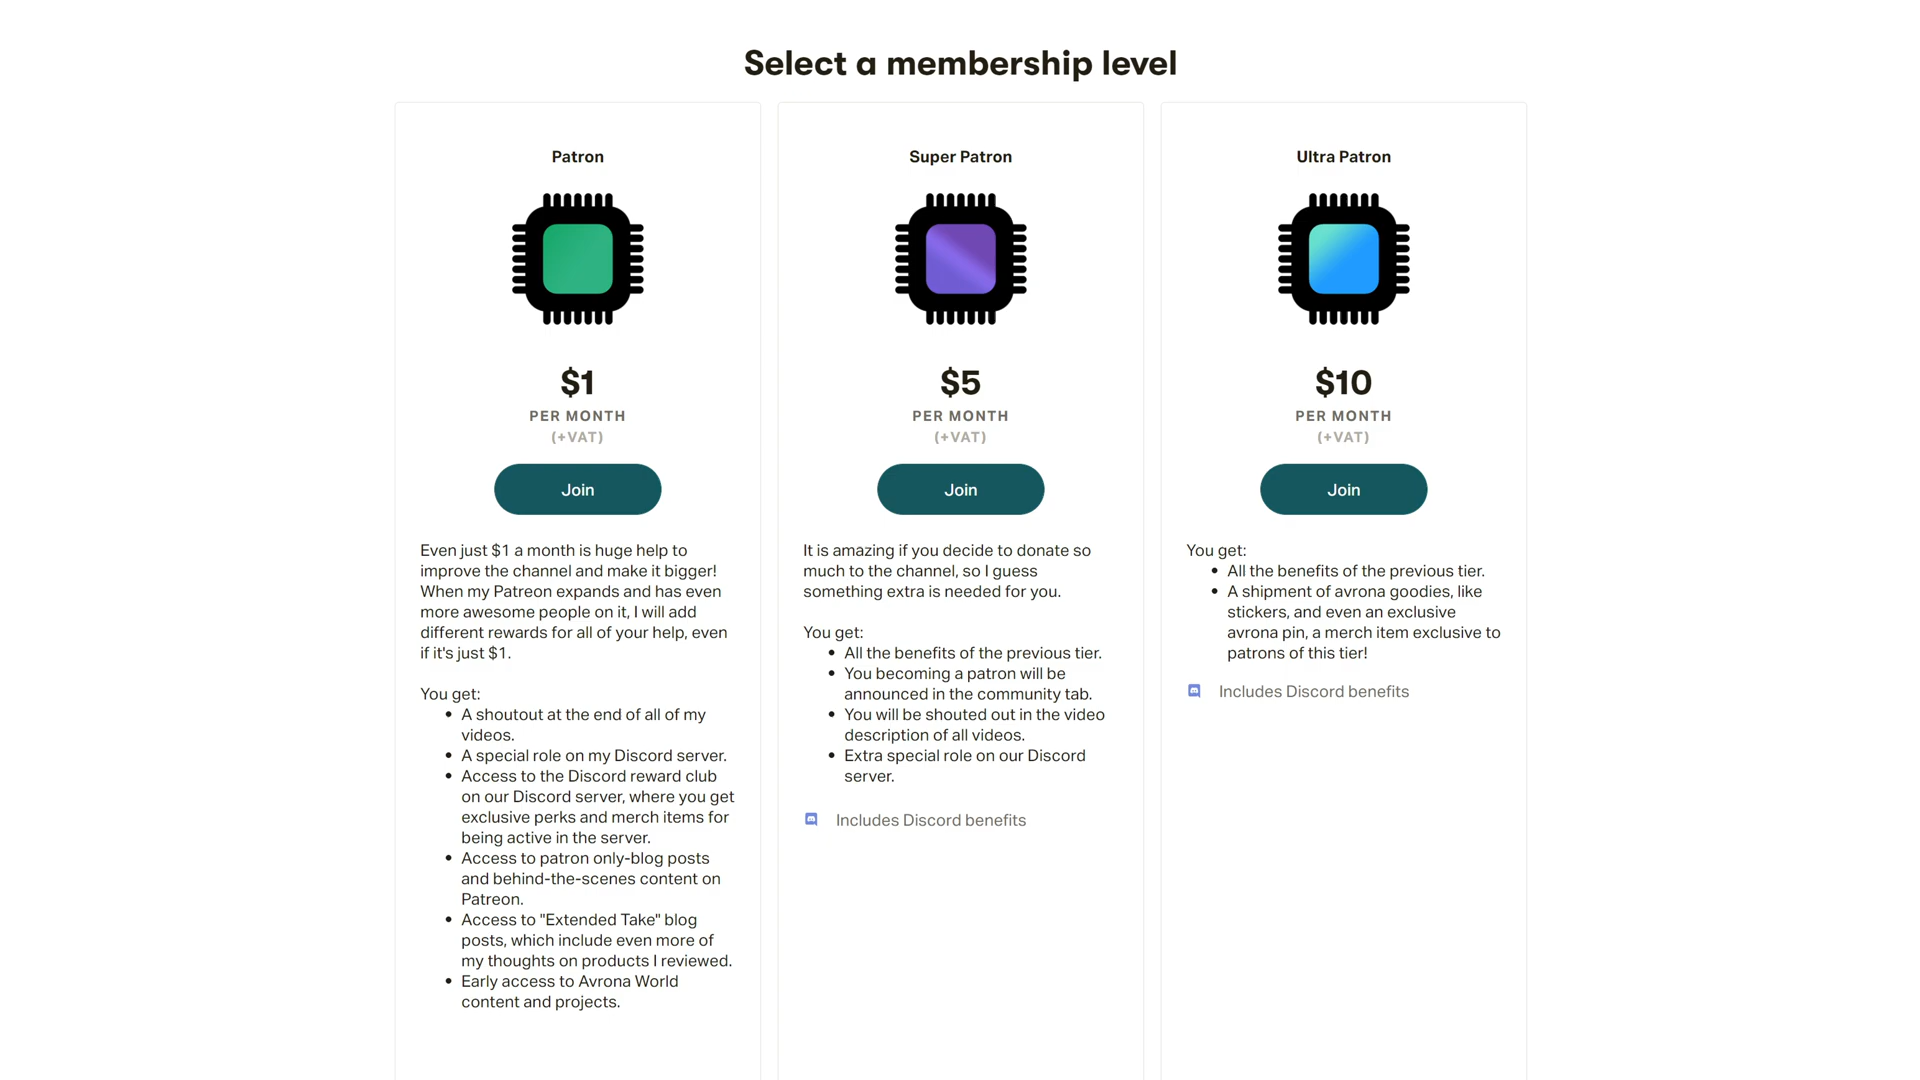 Select a membership level
Patron
$1
PER MONTH
(+VAT)
Join
Even just $1 a month is huge help to
improve the channel and make it bigger!
When my Patreon expands and has even
more awesome people on it, I will add
different rewards for all of your help, even
if it's just $1.
You get:
• A shoutout at the end of all of my
videos.
• A special role on my Discord server.
• Access to the Discord reward club
on our Discord server, where you get
exclusive perks and merch items for
being active in the server.
• Access to patron only-blog posts
and behind-the-scenes content on
Patreon.
• Access to "Extended Take" blog
posts, which include even more of
my thoughts on products I reviewed.
• Early access to Avrona World
content and projects.
Super Patron
$5
PER MONTH
(+VAT)
Join
It is amazing if you decide to donate so
much to the channel, so I guess
something extra is needed for you.
You get:
• All the benefits of the previous tier.
• You becoming a patron will be
announced in the community tab.
• You will be shouted out in the video
description of all videos.
• Extra special role on our Discord
server.
Includes Discord benefits
Ultra Patron
$10
PER MONTH
(+VAT)
Join
You get:
• All the benefits of the previous tier.
• A shipment of avrona goodies, like
stickers, and even an exclusive
avrona pin, a merch item exclusive to
patrons of this tier!
Includes Discord benefits